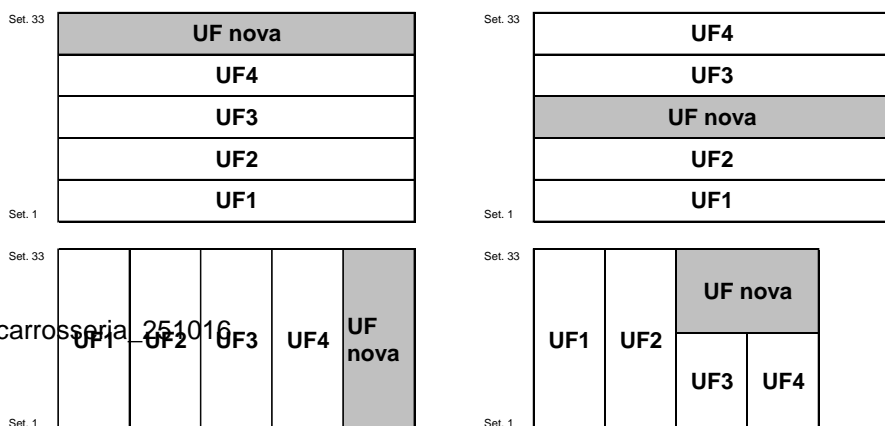 Set. 33
UF nova
UF4
UF3
UF2
UF1
Set. 1
Set. 33
UF4
UF3
UF nova
UF2
UF1
Set. 1
Set. 33
carrosseria_251016
UF1
UF2
UF3
UF4
UF
nova
Set. 1
Set. 33
UF1
UF2
UF nova
UF3
UF4
Set. 1